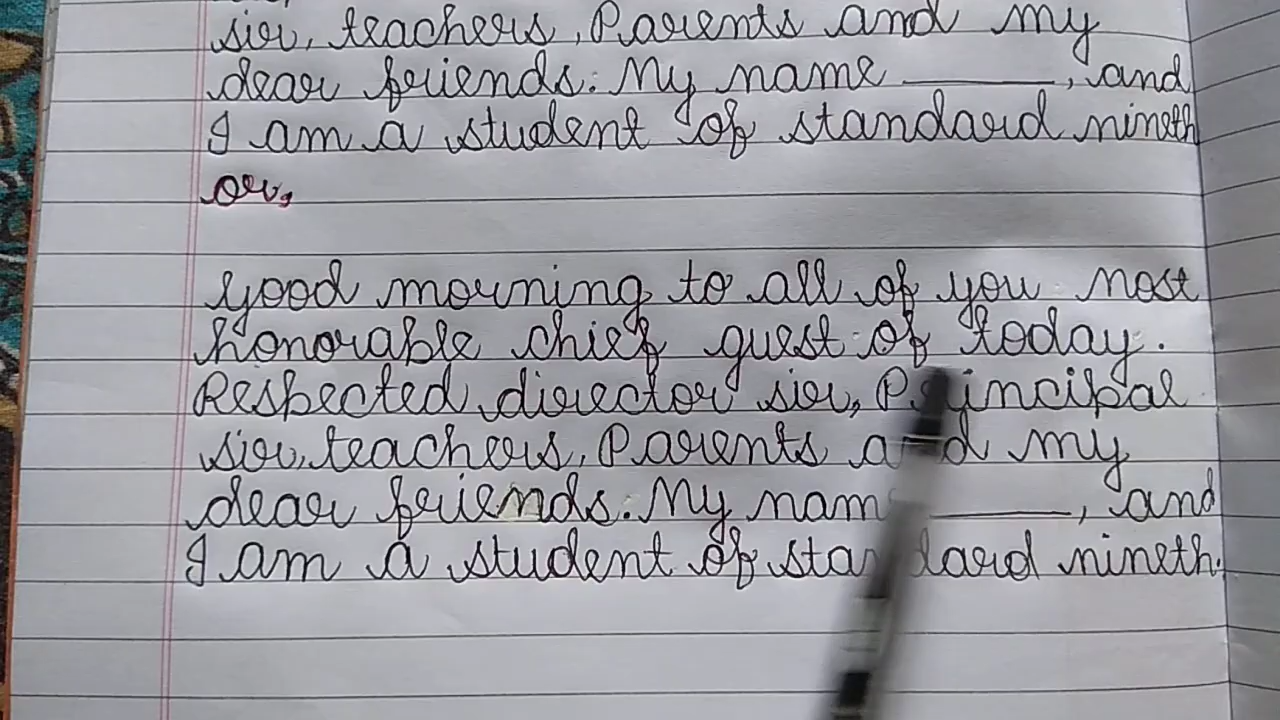 sir, teachers, Parents and my
dear friends. My name ______, and
I am a student of standard nineth
or,
good morning to all of you most
honorable chief guest of today.
Respected director sir, Principal
sir, teachers, Parents and my
dear friends. My name ______, and
I am a student of standard nineth.